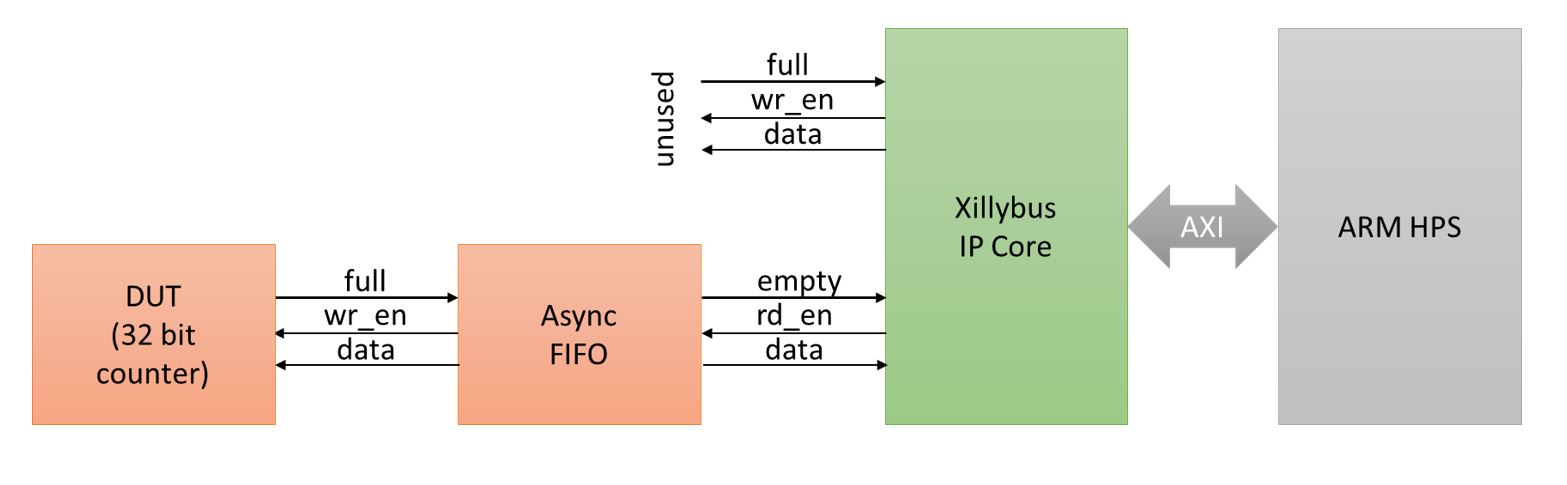 unused
full
wr_en
data
Xillybus
IP Core
AXI
ARM HPS
DUT
(32 bit
counter)
full
wr_en
data
Async
FIFO
empty
rd_en
data